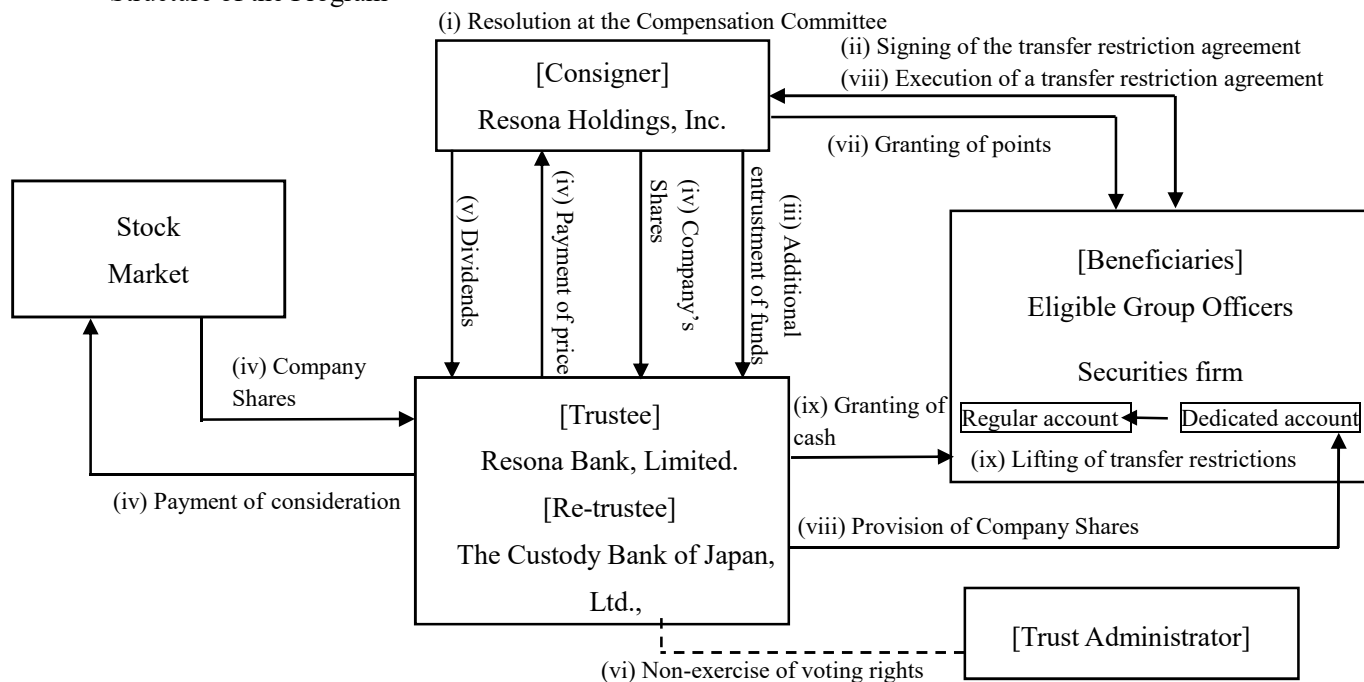 Structure of the Program
(i) Resolution at the Compensation Committee
(ii) Signing of the transfer restriction agreement
(viii) Execution of a transfer restriction agreement
[Consigner]
Resona Holdings, Inc.
(vii) Granting of points
(v) Dividends
(iv) Payment of price
(iv) Company's
Shares
(iii) Additional
entrustment of funds
Stock
Market
[Beneficiaries]
Eligible Group Officers
Securities firm
Regular account
Dedicated account
(ix) Lifting of transfer restrictions
(iv) Company
Shares
(iv) Payment of consideration
[Trustee]
Resona Bank, Limited.
[Re-trustee]
The Custody Bank of Japan,
Ltd.,
(ix) Granting of
cash
(viii) Provision of Company Shares
[Trust Administrator]
(vi) Non-exercise of voting rights